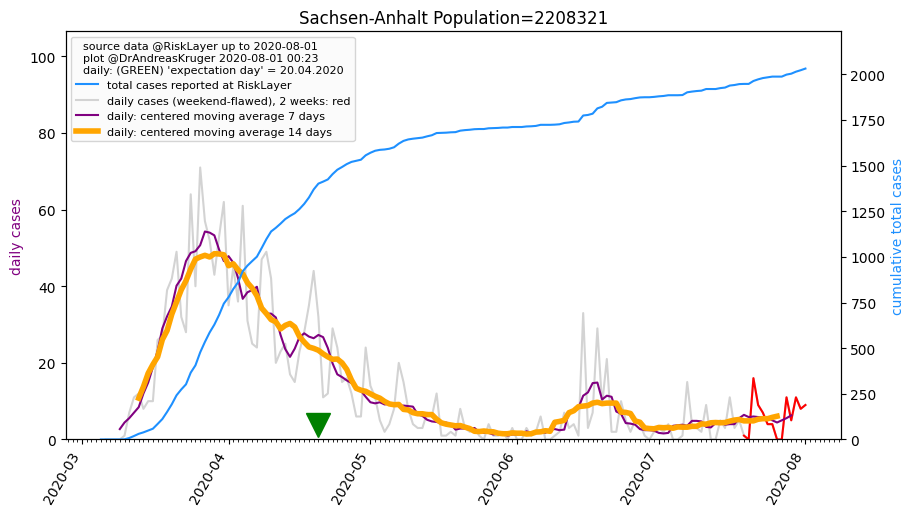 Sachsen-Anhalt Population=2208321
source data @RiskLayer up to 2020-08-01
plot @DrAndreasKruger 2020-08-01 00:23
daily: (GREEN) 'expectation day' = 20.04.2020
total cases reported at RiskLayer
daily cases (weekend-flawed), 2 weeks: red
daily: centered moving average 7 days
daily: centered moving average 14 days
daily cases
100
80
60
40
20
0
cumulative total cases
2000
1750
1500
1250
1000
750
500
250
0
2020-03
2020-04
2020-05
2020-06
2020-07
2020-08